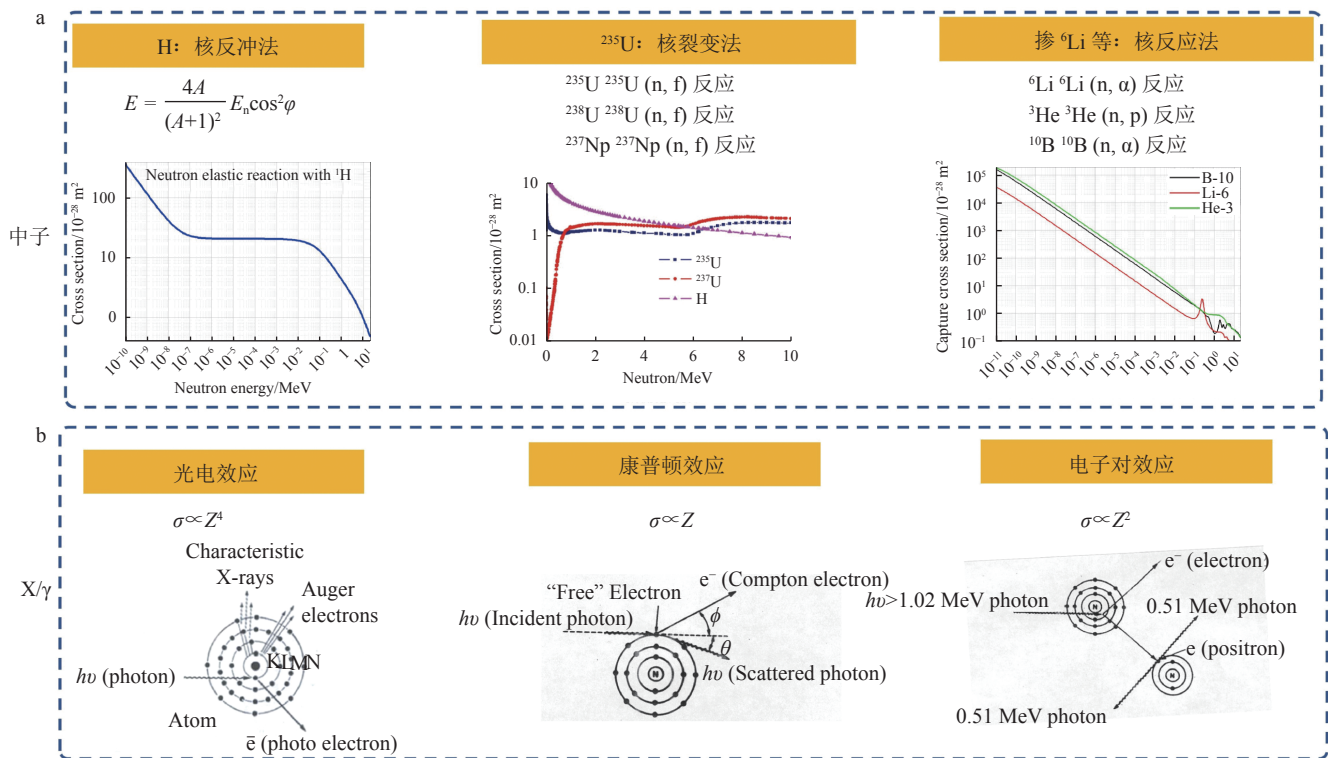 a
H：核反冲法
E = 4A/(A+1)² Eₙcos²φ
Neutron elastic reaction with ¹H
Cross section/10⁻²⁸ m²
100
10
0
10⁻¹⁰ 10⁻⁹ 10⁻⁸ 10⁻⁷ 10⁻⁶ 10⁻⁵ 10⁻⁴ 10⁻³ 10⁻² 10⁻¹ 1 10¹
Neutron energy/MeV
²³⁵U：核裂变法
²³⁵U ²³⁵U (n, f) 反应
²³⁸U ²³⁸U (n, f) 反应
²³⁷Np ²³⁷Np (n, f) 反应
Cross section/10⁻²⁸ m²
10
1
0.1
0.01
²³⁵U
²³⁷U
H
0 2 4 6 8 10
Neutron/MeV
掺 ⁶Li 等：核反应法
⁶Li ⁶Li (n, α) 反应
³He ³He (n, p) 反应
¹⁰B ¹⁰B (n, α) 反应
Capture cross section/10⁻²⁸ m²
10⁵
10⁴
10³
10²
10¹
10⁰
10⁻¹
B-10
Li-6
He-3
10⁻¹¹ 10⁻¹⁰ 10⁻⁹ 10⁻⁸ 10⁻⁷ 10⁻⁶ 10⁻⁵ 10⁻⁴ 10⁻³ 10⁻² 10⁻¹ 10⁰ 10¹
中子
b
X/γ
光电效应
σ∝Z⁴
Characteristic
X-rays
Auger
electrons
KLMN
hυ (photon)
Atom
ē (photo electron)
康普顿效应
σ∝Z
“Free” Electron
e⁻ (Compton electron)
hυ (Incident photon)
ϕ
θ
N
hυ (Scattered photon)
电子对效应
σ∝Z²
e⁻ (electron)
N
hυ>1.02 MeV photon
0.51 MeV photon
e (positron)
N
0.51 MeV photon